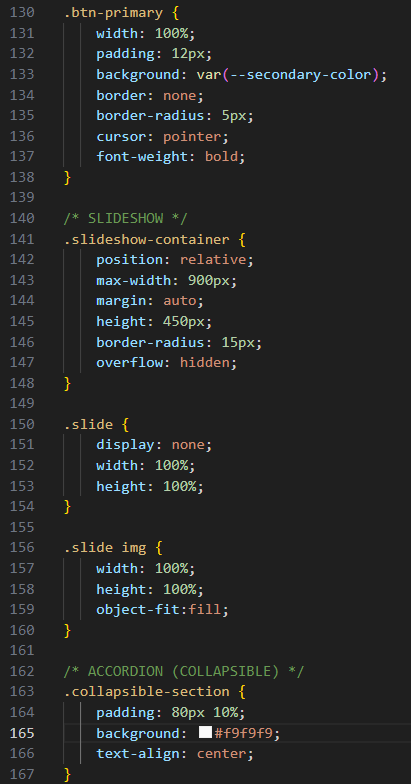 130 .btn-primary {
131 width: 100%;
132 padding: 12px;
133 background: var(--secondary-color);
134 border: none;
135 border-radius: 5px;
136 cursor: pointer;
137 font-weight: bold;
138 }
139
140 /* SLIDESHOW */
141 .slideshow-container {
142 position: relative;
143 max-width: 900px;
144 margin: auto;
145 height: 450px;
146 border-radius: 15px;
147 overflow: hidden;
148 }
149
150 .slide {
151 display: none;
152 width: 100%;
153 height: 100%;
154 }
155
156 .slide img {
157 width: 100%;
158 height: 100%;
159 object-fit:fill;
160 }
161
162 /* ACCORDION (COLLAPSIBLE) */
163 .collapsible-section {
164 padding: 80px 10%;
165 background: #f9f9f9;
166 text-align: center;
167 }